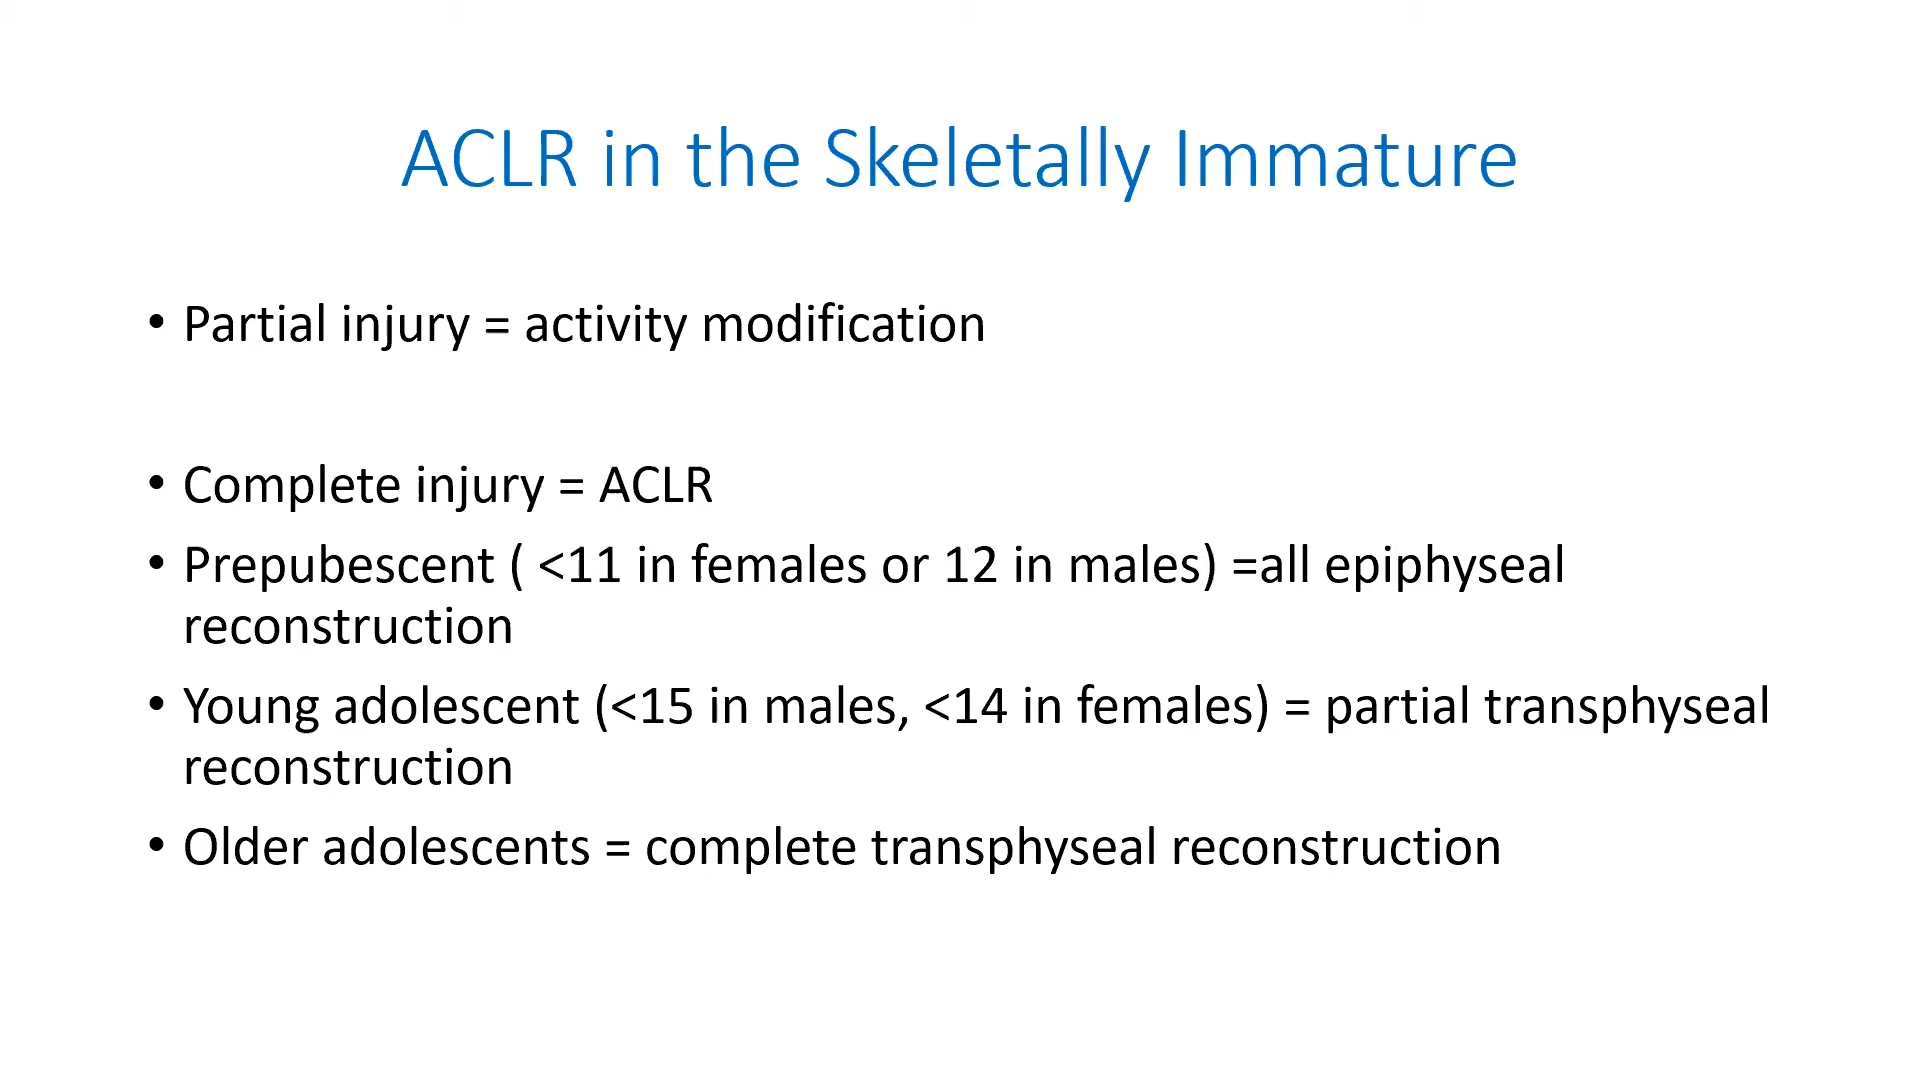 ACLR in the Skeletally Immature
• Partial injury = activity modification
• Complete injury = ACLR
• Prepubescent ( <11 in females or 12 in males) =all epiphyseal
reconstruction
• Young adolescent (<15 in males, <14 in females) = partial transphyseal
reconstruction
• Older adolescents = complete transphyseal reconstruction